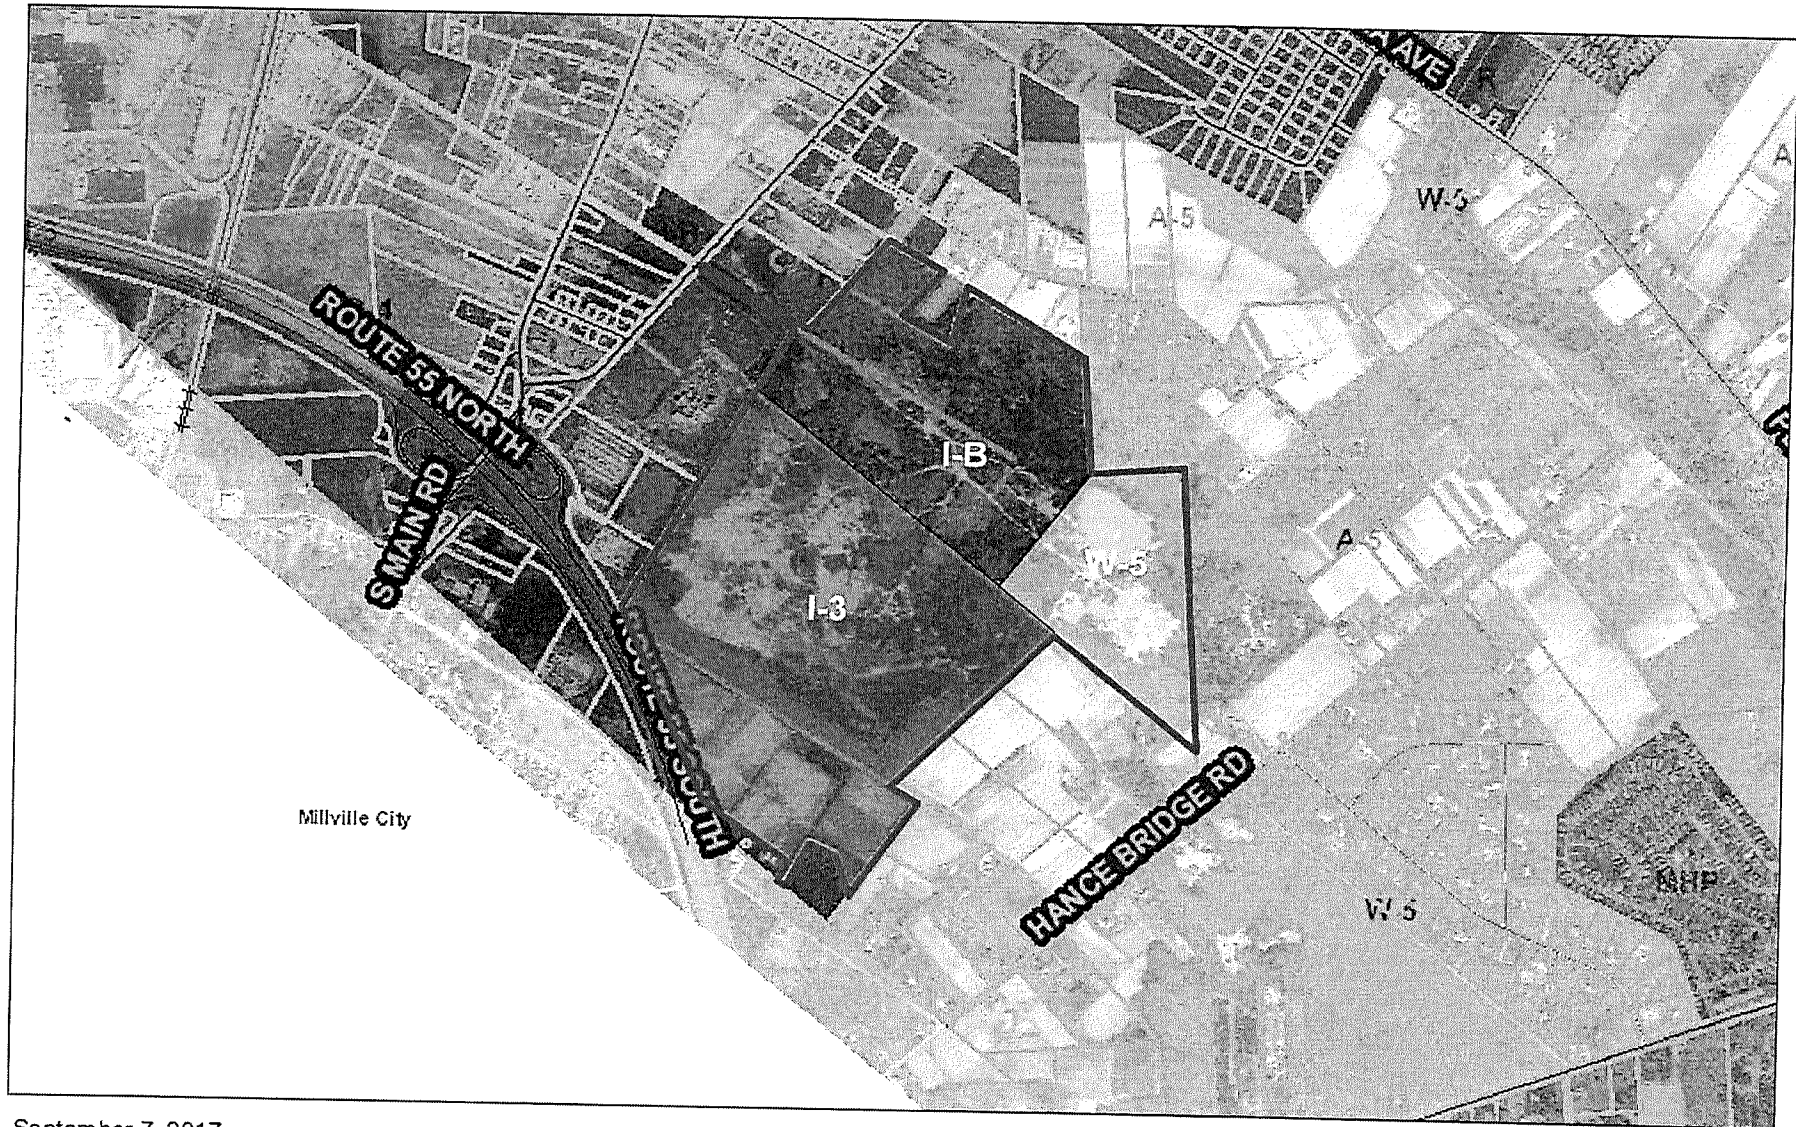 W-5
A-5
ROUTE 55 NORTH
I-B
S MAIN RD
W-5
A-5
I-3
HANCE BRIDGE RD
Millville City
MHP
W-5